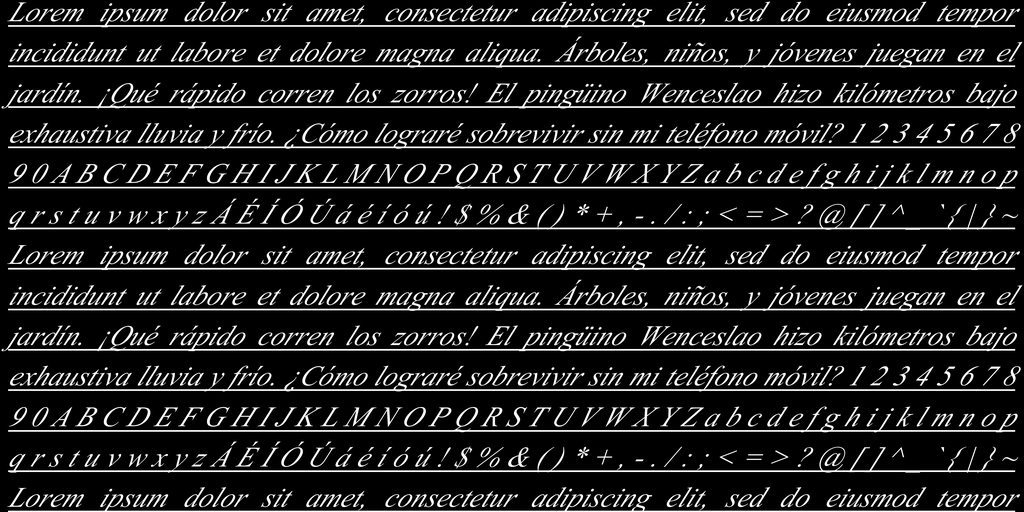 Lorem ipsum dolor sit amet, consectetur adipiscing elit, sed do eiusmod tempor
incididunt ut labore et dolore magna aliqua. Árboles, niños, y jóvenes juegan en el
jardín. ¡Qué rápido corren los zorros! El pingüino Wenceslao hizo kilómetros bajo
exhaustiva lluvia y frío. ¿Cómo lograré sobrevivir sin mi teléfono móvil? 1 2 3 4 5 6 7 8
9 0 A B C D E F G H I J K L M N O P Q R S T U V W X Y Z a b c d e f g h i j k l m n o p
q r s t u v w x y z Á É Í Ó Ú á é í ó ú ! $ % & ( ) * + , - . / : ; < = > ? @ [ ] ^ _ ` { | } ~
Lorem ipsum dolor sit amet, consectetur adipiscing elit, sed do eiusmod tempor
incididunt ut labore et dolore magna aliqua. Árboles, niños, y jóvenes juegan en el
jardín. ¡Qué rápido corren los zorros! El pingüino Wenceslao hizo kilómetros bajo
exhaustiva lluvia y frío. ¿Cómo lograré sobrevivir sin mi teléfono móvil? 1 2 3 4 5 6 7 8
9 0 A B C D E F G H I J K L M N O P Q R S T U V W X Y Z a b c d e f g h i j k l m n o p
q r s t u v w x y z Á É Í Ó Ú á é í ó ú ! $ % & ( ) * + , - . / : ; < = > ? @ [ ] ^ _ ` { | } ~
Lorem ipsum dolor sit amet, consectetur adipiscing elit, sed do eiusmod tempor